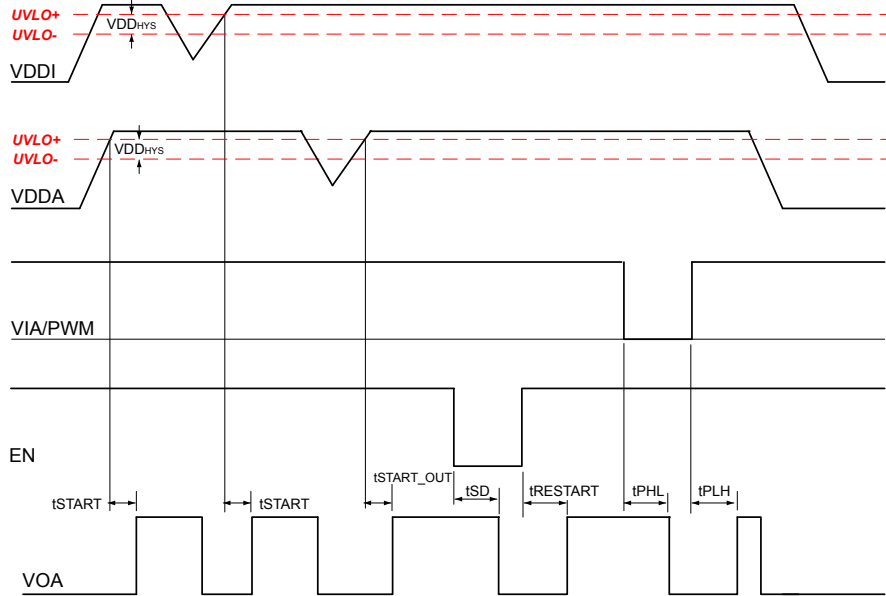 UVLO+
VDDHYS
UVLO-
VDDI
UVLO+
VDDHYS
UVLO-
VDDA
VIA/PWM
EN
tSTART
tSTART
tSTART_OUT
tSD
tRESTART
tPHL
tPLH
VOA